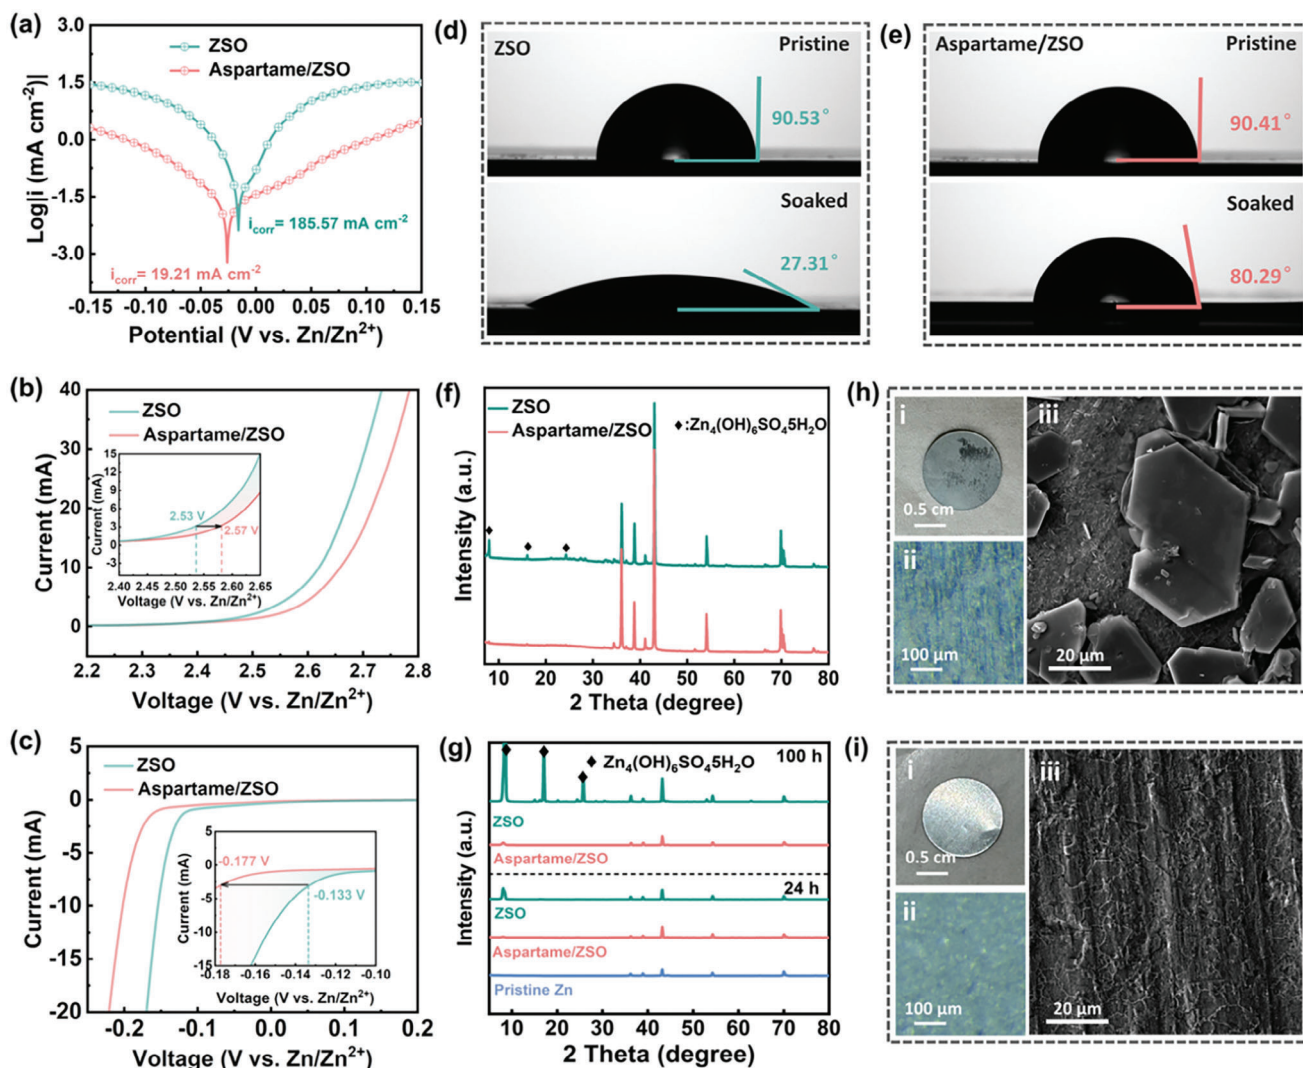 (a)
3.0
1.5
0.0
-1.5
-3.0
Log|i (mA cm⁻²)|
ZSO
Aspartame/ZSO
i_corr= 185.57 mA cm⁻²
i_corr= 19.21 mA cm⁻²
-0.15 -0.10 -0.05 0.00 0.05 0.10 0.15
Potential (V vs. Zn/Zn²⁺)
(d)
ZSO
Pristine
90.53°
Soaked
27.31°
(e)
Aspartame/ZSO
Pristine
90.41°
Soaked
80.29°
(b)
40
30
20
10
0
Current (mA)
ZSO
Aspartame/ZSO
15
12
9
6
3
0
-3
Current (mA)
2.53 V
2.57 V
2.40 2.45 2.50 2.55 2.60 2.65
Voltage (V vs. Zn/Zn²⁺)
2.2 2.3 2.4 2.5 2.6 2.7 2.8
Voltage (V vs. Zn/Zn²⁺)
(f)
Intensity (a.u.)
ZSO
Aspartame/ZSO
♦:Zn₄(OH)₆SO₄5H₂O
10 20 30 40 50 60 70 80
2 Theta (degree)
(h)
i
0.5 cm
ii
100 μm
iii
20 μm
(c)
5
0
-5
-10
-15
-20
Current (mA)
ZSO
Aspartame/ZSO
5
0
-5
-10
-15
Current (mA)
-0.177 V
-0.133 V
-0.18 -0.16 -0.14 -0.12 -0.10
Voltage (V vs. Zn/Zn²⁺)
-0.2 -0.1 0.0 0.1 0.2
Voltage (V vs. Zn/Zn²⁺)
(g)
Intensity (a.u.)
♦ Zn₄(OH)₆SO₄5H₂O
100 h
ZSO
Aspartame/ZSO
24 h
ZSO
Aspartame/ZSO
Pristine Zn
10 20 30 40 50 60 70 80
2 Theta (degree)
(i)
i
0.5 cm
ii
100 μm
iii
20 μm